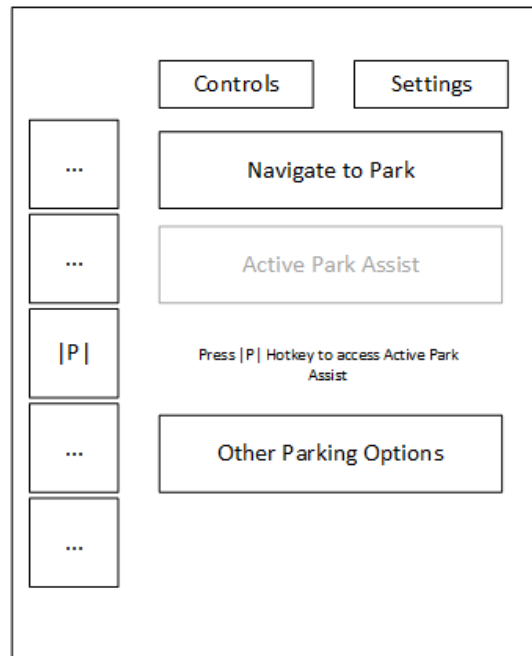 Controls
Settings
...
Navigate to Park
...
Active Park Assist
|P|
Press |P| Hotkey to access Active Park
Assist
...
Other Parking Options
...